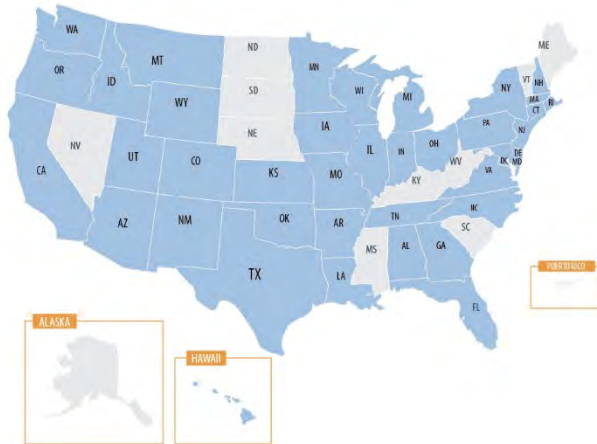 WA
MT
ND
MN
ME
OR
ID
SD
WI
MI
VT
NH
NY
MA
RI
CT
WY
NE
IA
PA
NJ
NV
UT
CO
IL
IN
OH
WV
DE
DC
MD
VA
CA
KS
MO
KY
AZ
NM
OK
AR
TN
NC
SC
MS
AL
GA
TX
LA
FL
PUERTO RICO
ALASKA
HAWAII